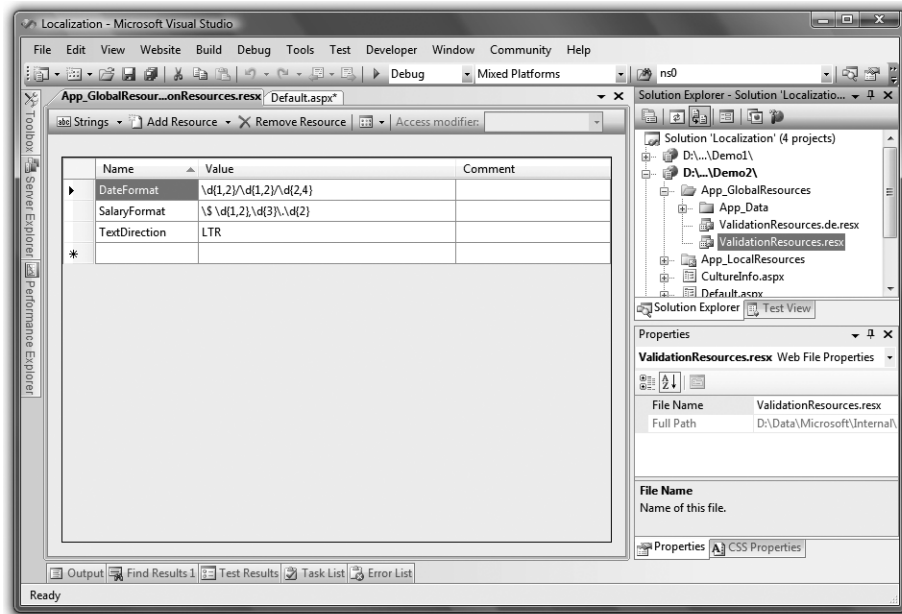 Localization - Microsoft Visual Studio
File Edit View Website Build Debug Tools Test Developer Window Community Help
Debug Mixed Platforms ns0
App_GlobalResour...onResources.resx Default.aspx*
abc Strings Add Resource Remove Resource Access modifier:
Name Value Comment
DateFormat \d{1,2}/\d{1,2}/\d{2,4}
SalaryFormat \$ \d{1,2},\d{3}\.\d{2}
TextDirection LTR
Toolbox
Server Explorer
Performance Explorer
Solution Explorer - Solution 'Localizatio...
Solution 'Localization' (4 projects)
D:\...\Demo1\
D:\...\Demo2\
App_GlobalResources
App_Data
ValidationResources.de.resx
ValidationResources.resx
App_LocalResources
CultureInfo.aspx
Default.aspx
Solution Explorer Test View
Properties
ValidationResources.resx Web File Properties
File Name ValidationResources.resx
Full Path D:\Data\Microsoft\Internal\
File Name
Name of this file.
Properties CSS Properties
Output Find Results 1 Test Results Task List Error List
Ready